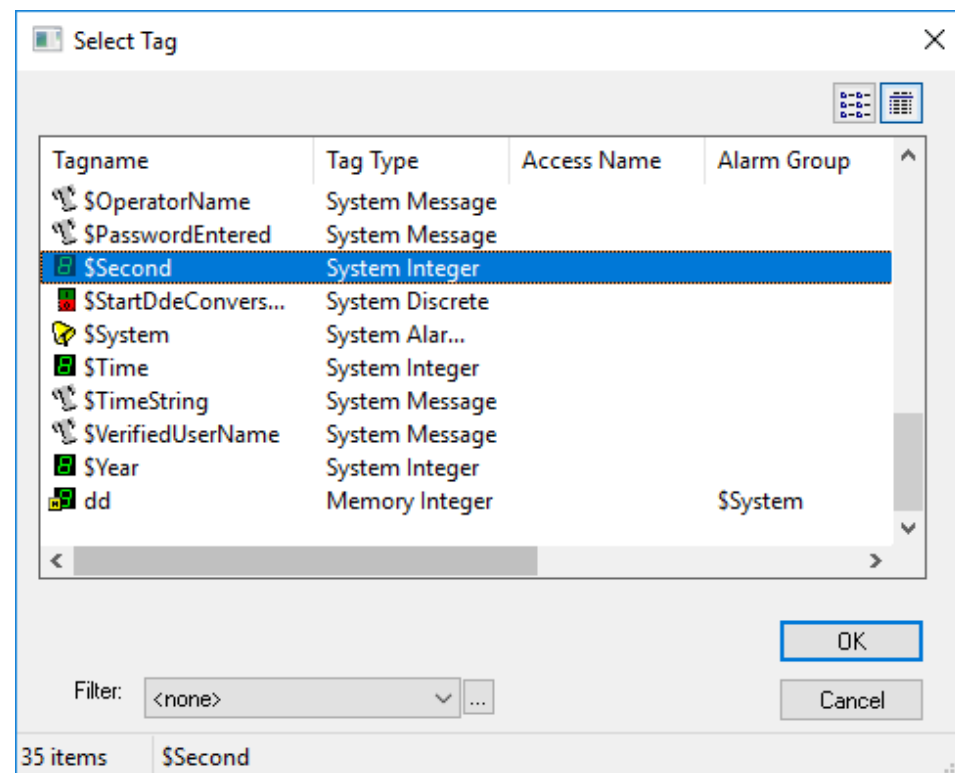 Select Tag
Tagname Tag Type Access Name Alarm Group
$OperatorName System Message
$PasswordEntered System Message
$Second System Integer
$StartDdeConvers... System Discrete
$System System Alar...
$Time System Integer
$TimeString System Message
$VerifiedUserName System Message
$Year System Integer
dd Memory Integer $System
OK
Filter: <none> ... Cancel
35 items $Second